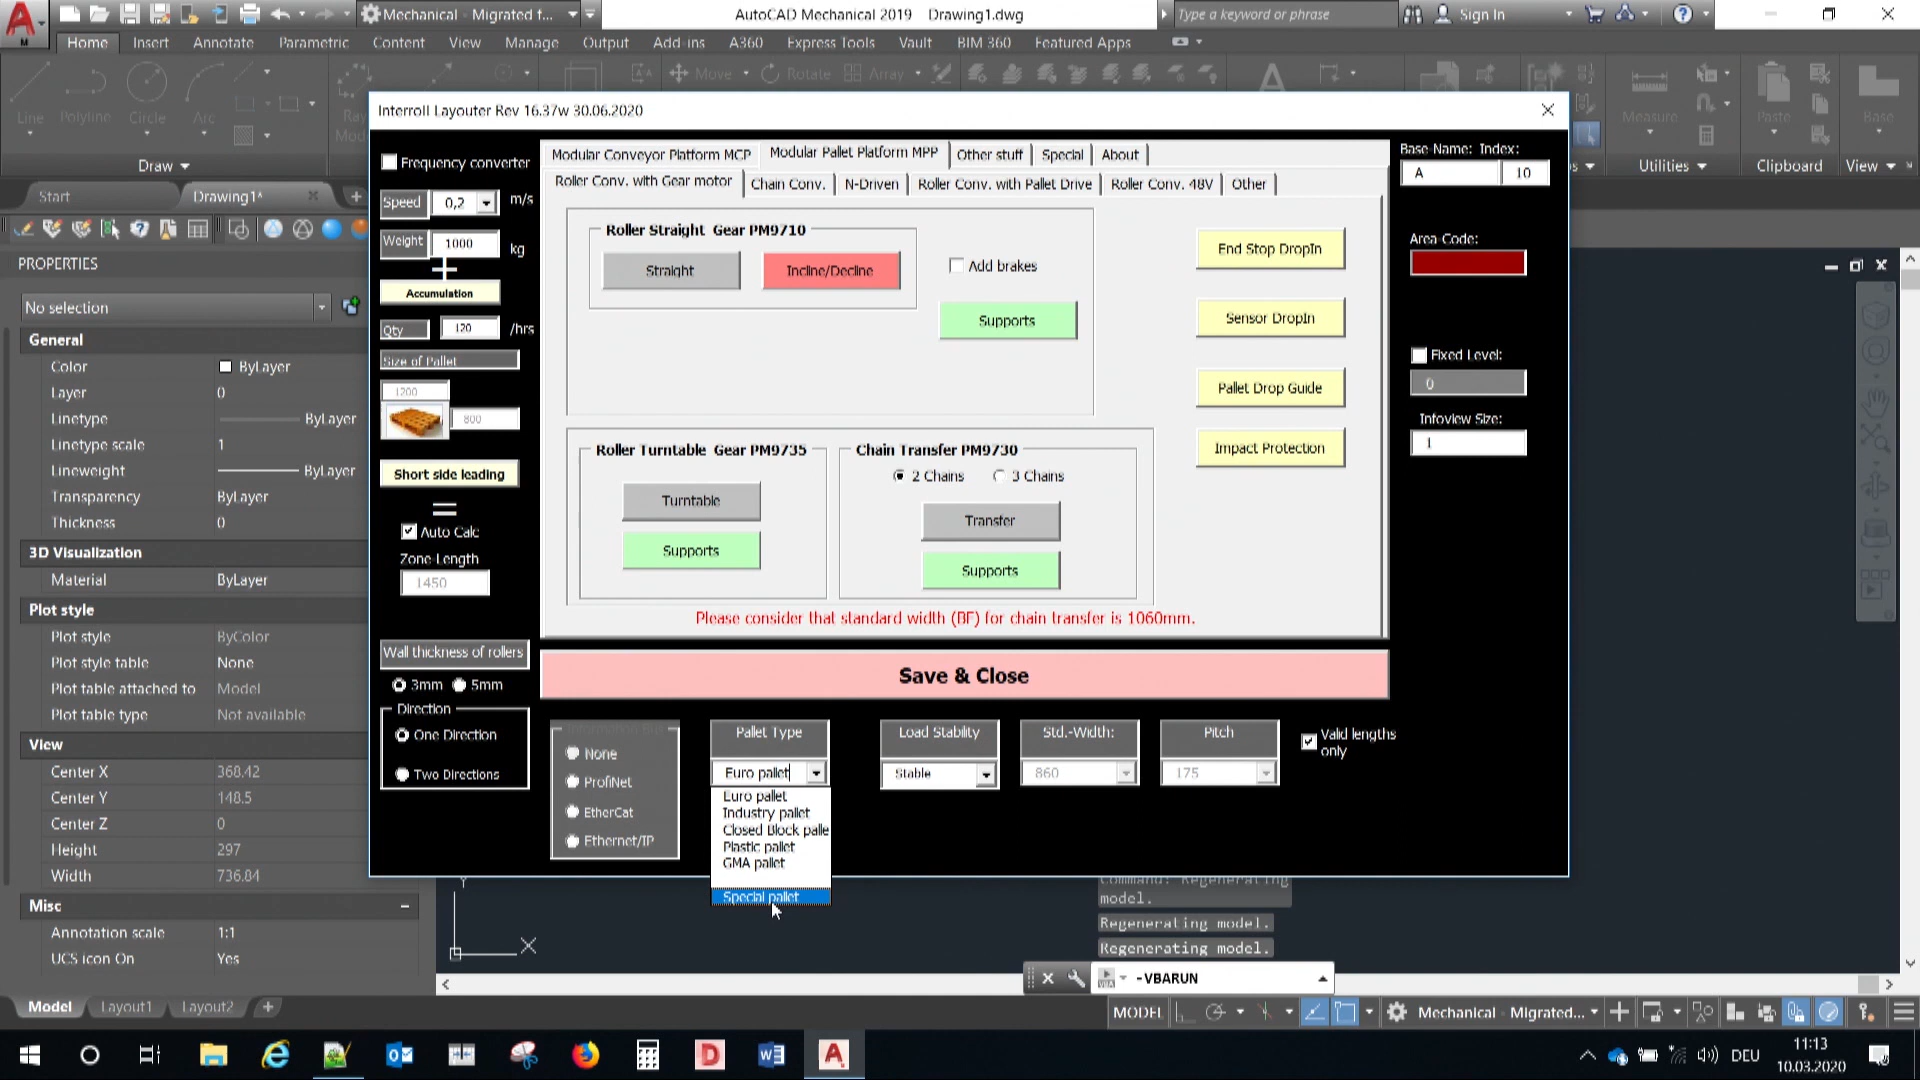 Mechanical - Migrated t...
AutoCAD Mechanical 2019 Drawing1.dwg
Type a keyword or phrase
Sign In
M
Home Insert Annotate Parametric Content View Manage Output Add-ins A360 Express Tools Vault BIM 360 Featured Apps
Move Rotate Array
Line Polyline Circle Arc Measure Paste Base
Draw Utilities Clipboard View
Start Drawing1*
PROPERTIES
No selection
General
Color ByLayer
Layer 0
Linetype ByLayer
Linetype scale 1
Lineweight ByLayer
Transparency ByLayer
Thickness 0
3D Visualization
Material ByLayer
Plot style
Plot style ByColor
Plot style table None
Plot table attached to Model
Plot table type Not available
View
Center X 368.42
Center Y 148.5
Center Z 0
Height 297
Width 736.84
Misc
Annotation scale 1:1
UCS icon On Yes
Interroll Layouter Rev 16.37w 30.06.2020
Frequency converter
Speed 0,2 m/s
Weight 1000 kg
Accumulation
Qty 120 /hrs
Size of Pallet
1200
800
Short side leading
Auto Calc
Zone-Length
1450
Wall thickness of rollers
3mm 5mm
Direction
One Direction
Two Directions
Modular Conveyor Platform MCP Modular Pallet Platform MPP Other stuff Special About
Roller Conv. with Gear motor Chain Conv. N-Driven Roller Conv. with Pallet Drive Roller Conv. 48V Other
Roller Straight Gear PM9710
Straight Incline/Decline
Add brakes
Supports
End Stop DropIn
Sensor DropIn
Pallet Drop Guide
Impact Protection
Roller Turntable Gear PM9735
Turntable
Supports
Chain Transfer PM9730
2 Chains 3 Chains
Transfer
Supports
Please consider that standard width (BF) for chain transfer is 1060mm.
Save & Close
None
ProfiNet
EtherCat
Ethernet/IP
Pallet Type
Euro pallet
Euro pallet
Industry pallet
Closed Block palle
Plastic pallet
GMA pallet
Special pallet
Load Stability
Stable
Std.-Width:
860
Pitch
175
Valid lengths
only
Base-Name: Index:
A 10
Area-Code:
Fixed Level:
0
Infoview Size:
1
Y
X
Command: Regenerating
model.
Regenerating model.
Regenerating model.
-VBARUN
Model Layout1 Layout2
MODEL
Mechanical - Migrated...
DEU
11:13
10.03.2020